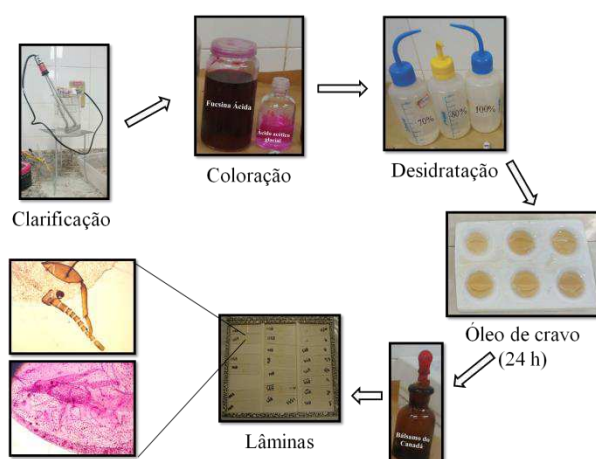 Clarificação
Fucsina Ácida
Ácido acético
glacial
Coloração
70%
80%
100%
Desidratação
Óleo de cravo
(24 h)
Bálsamo do
Canadá
Lâminas